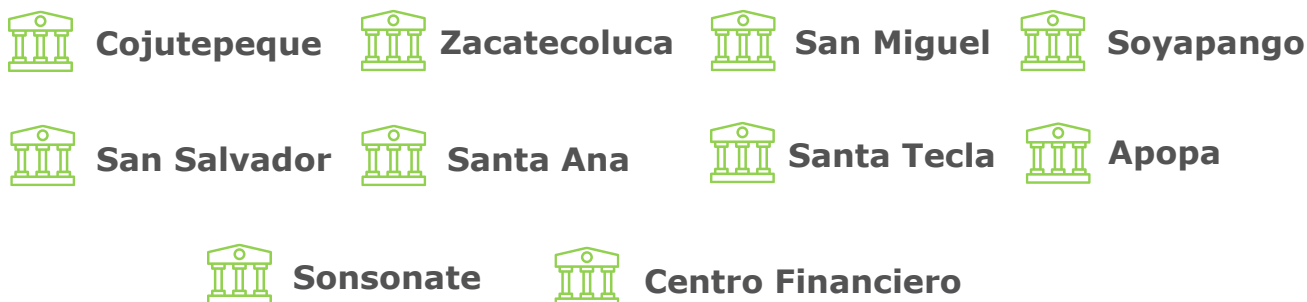 Cojutepeque Zacatecoluca San Miguel Soyapango
San Salvador Santa Ana Santa Tecla Apopa
Sonsonate Centro Financiero